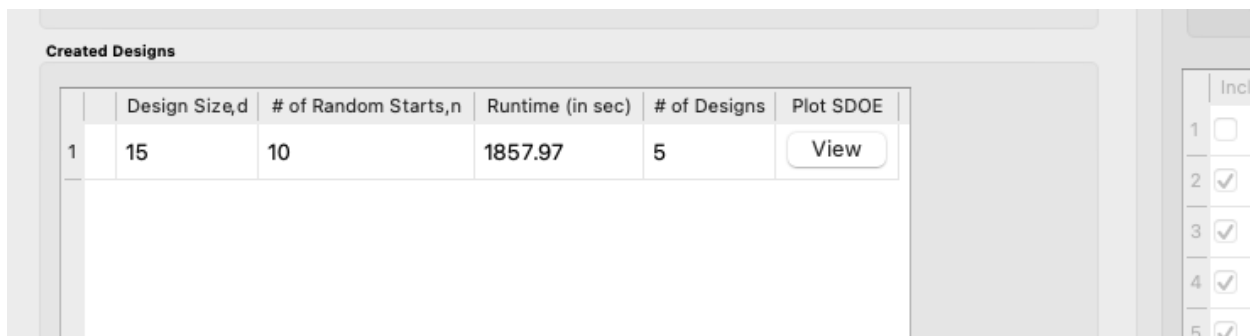 Created Designs
Design Size,d # of Random Starts,n Runtime (in sec) # of Designs Plot SDOE
1 15 10 1857.97 5 View
Incl
1
2
3
4
5